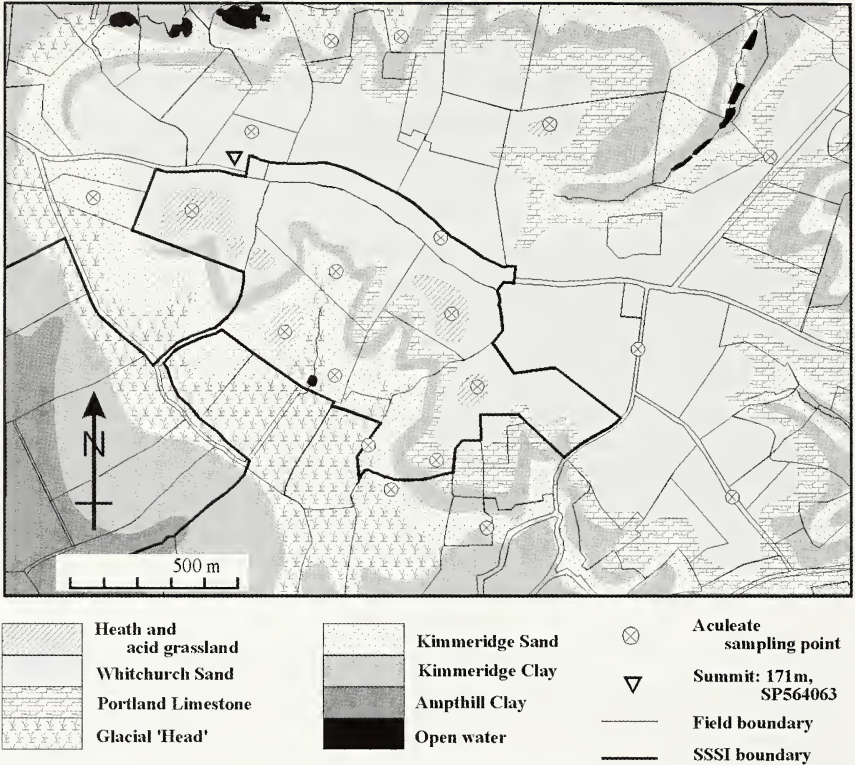 N
500 m
Heath and
acid grassland
Whitchurch Sand
Portland Limestone
Glacial 'Head'
Kimmeridge Sand
Kimmeridge Clay
Ampthill Clay
Open water
Aculeate
sampling point
Summit: 171m,
SP564063
Field boundary
SSSI boundary